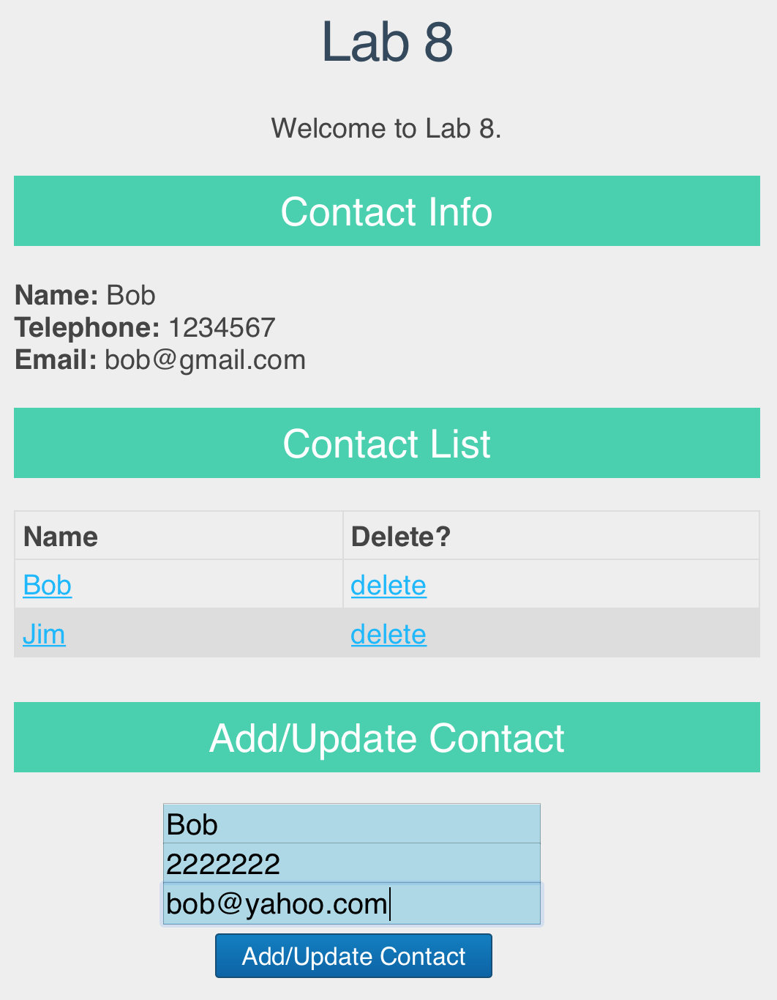 Lab 8
Welcome to Lab 8.
Contact Info
Name: Bob
Telephone: 1234567
Email: bob@gmail.com
Contact List
Name Delete?
Bob delete
Jim delete
Add/Update Contact
Bob
2222222
bob@yahoo.com
Add/Update Contact